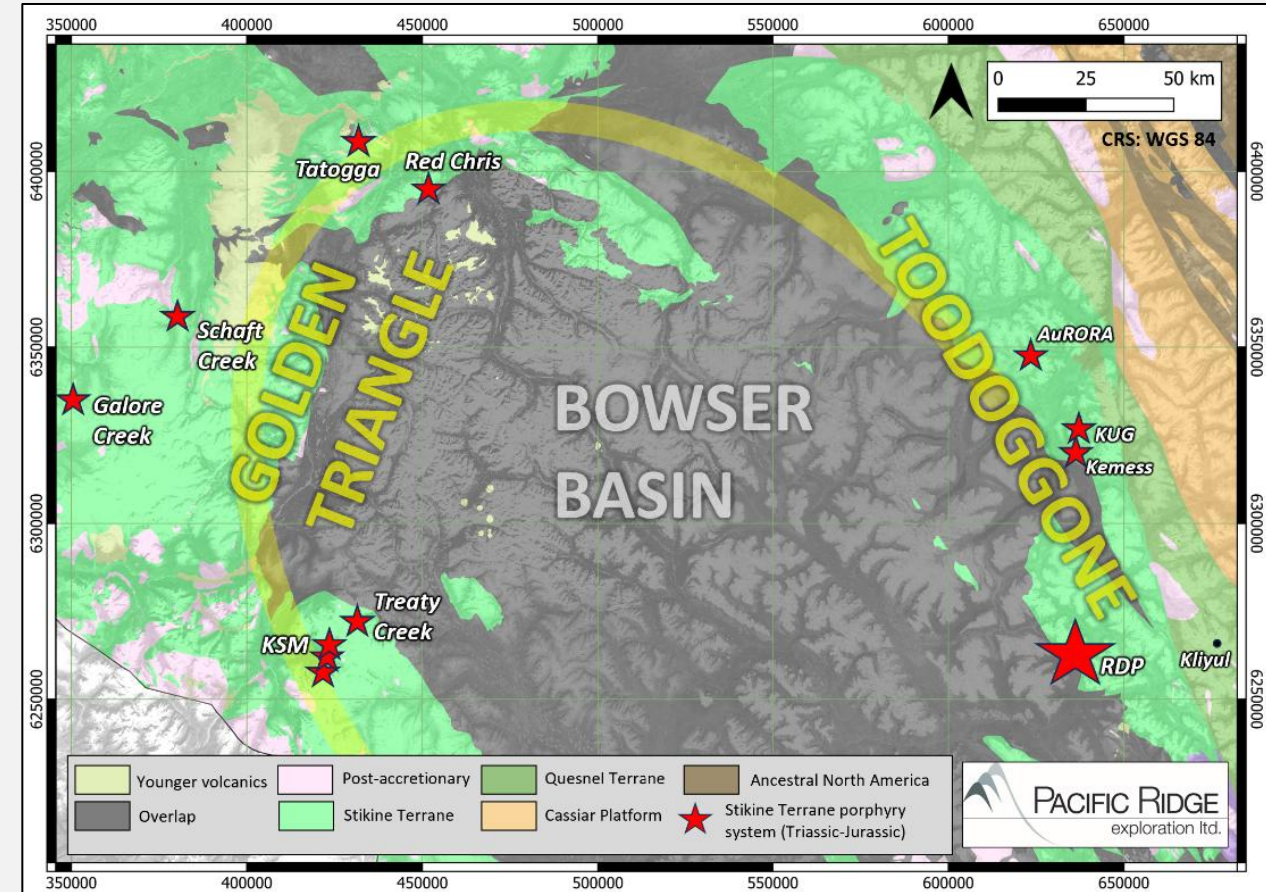 350000 400000 450000 500000 550000 600000 650000
0 25 50 km
CRS: WGS 84
6400000
6350000
6300000
6250000
Tatogga
Red Chris
Schaft
Creek
Galore
Creek
GOLDEN
TRIANGLE
BOWSER
BASIN
TOODOGGONE
AuRORA
KUG
Kemess
Treaty
Creek
KSM
RDP
Kliyul
6400000
6350000
6300000
6250000
Younger volcanics
Post-accretionary
Quesnel Terrane
Ancestral North America
Overlap
Stikine Terrane
Cassiar Platform
Stikine Terrane porphyry
system (Triassic-Jurassic)
PACIFIC RIDGE
exploration ltd.
350000 400000 450000 500000 550000 600000 650000